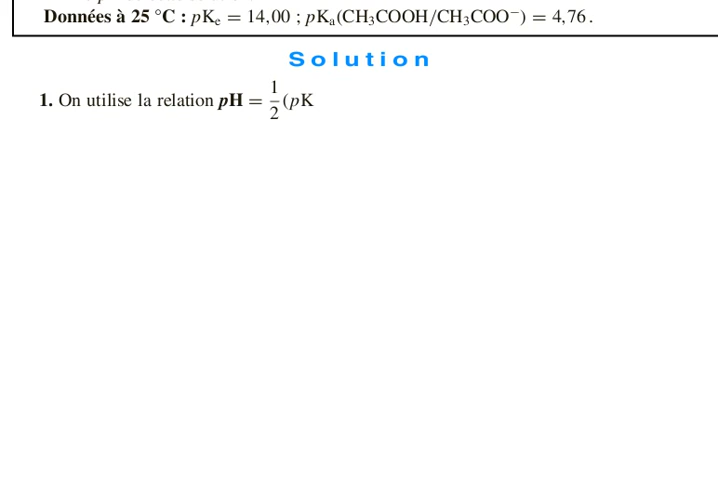 Données à 25 °C : pKe = 14,00 ; pKa(CH₃COOH/CH₃COO⁻) = 4,76.
Solution
1. On utilise la relation pH = 1/2 (pK